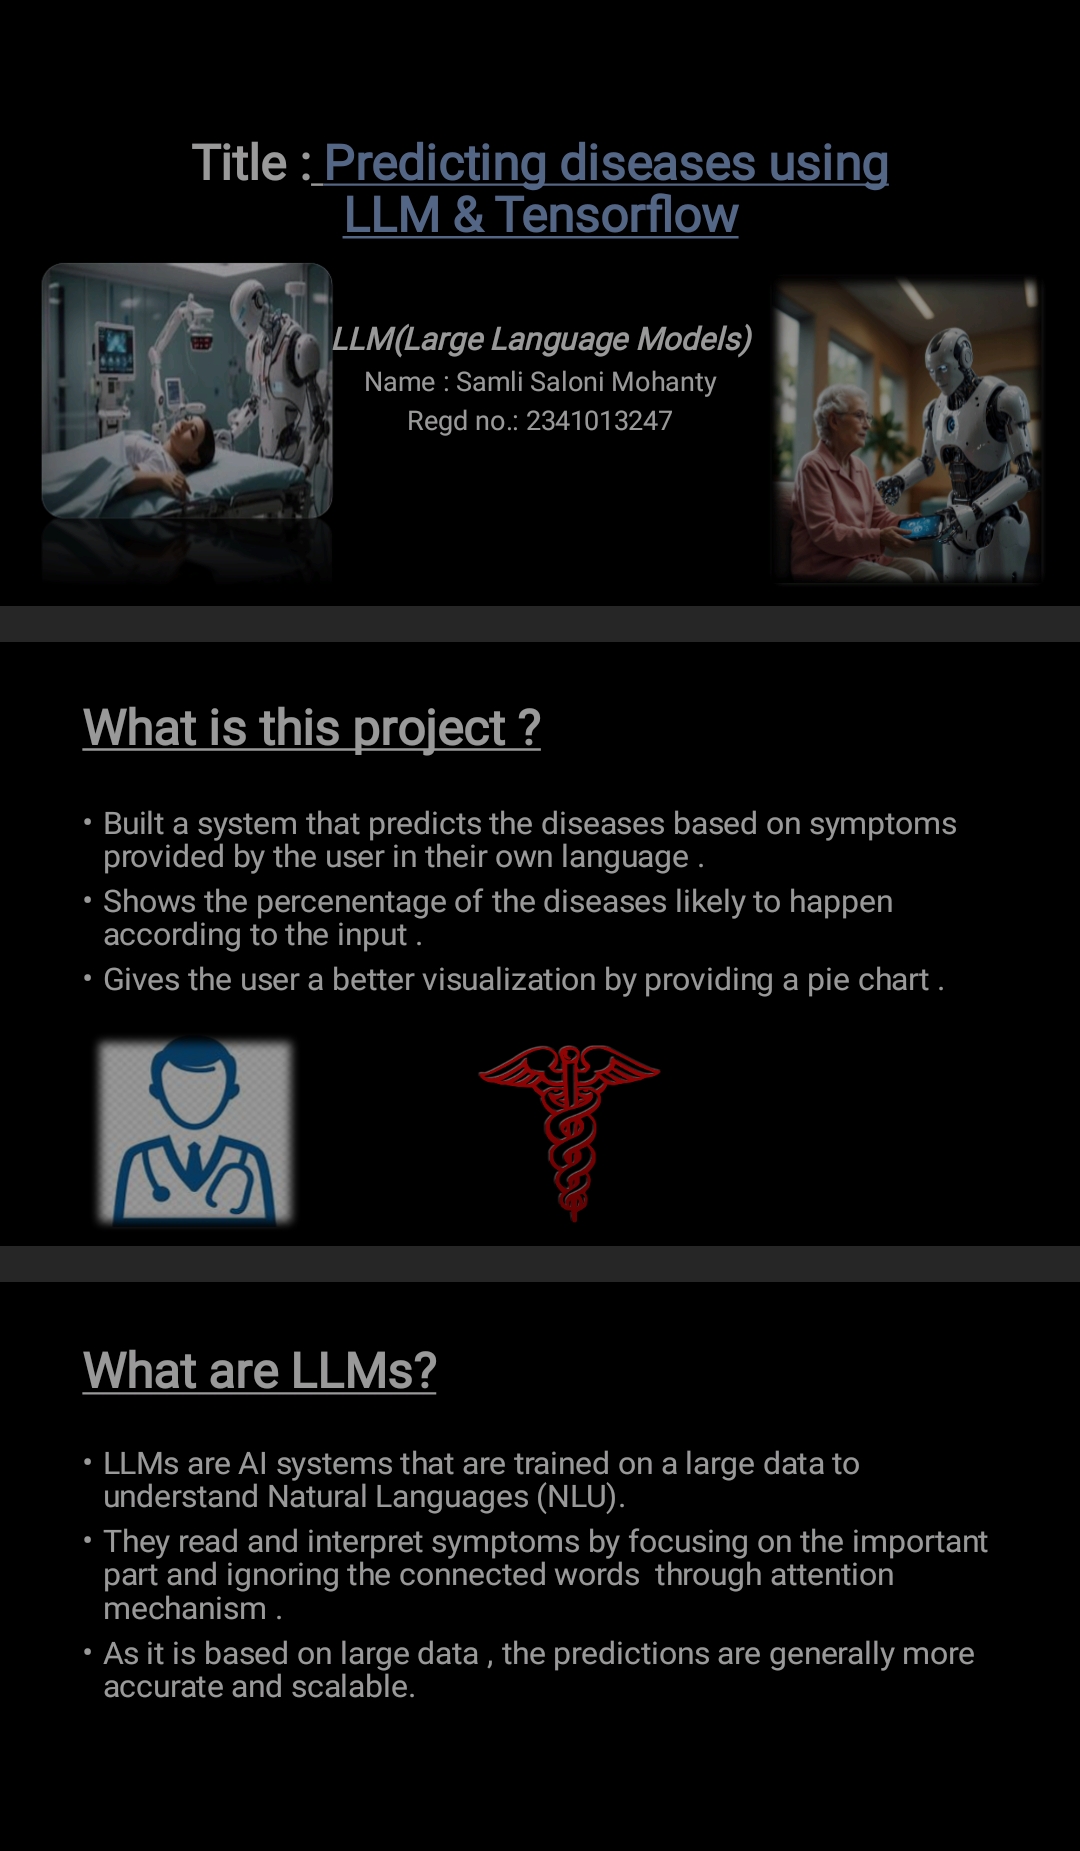 Title : Predicting diseases using
LLM & Tensorflow
LLM(Large Language Models)
Name : Samli Saloni Mohanty
Regd no.: 2341013247
What is this project ?
• Built a system that predicts the diseases based on symptoms
provided by the user in their own language .
• Shows the percenentage of the diseases likely to happen
according to the input .
• Gives the user a better visualization by providing a pie chart .
What are LLMs?
• LLMs are AI systems that are trained on a large data to
understand Natural Languages (NLU).
• They read and interpret symptoms by focusing on the important
part and ignoring the connected words  through attention
mechanism .
• As it is based on large data , the predictions are generally more
accurate and scalable.